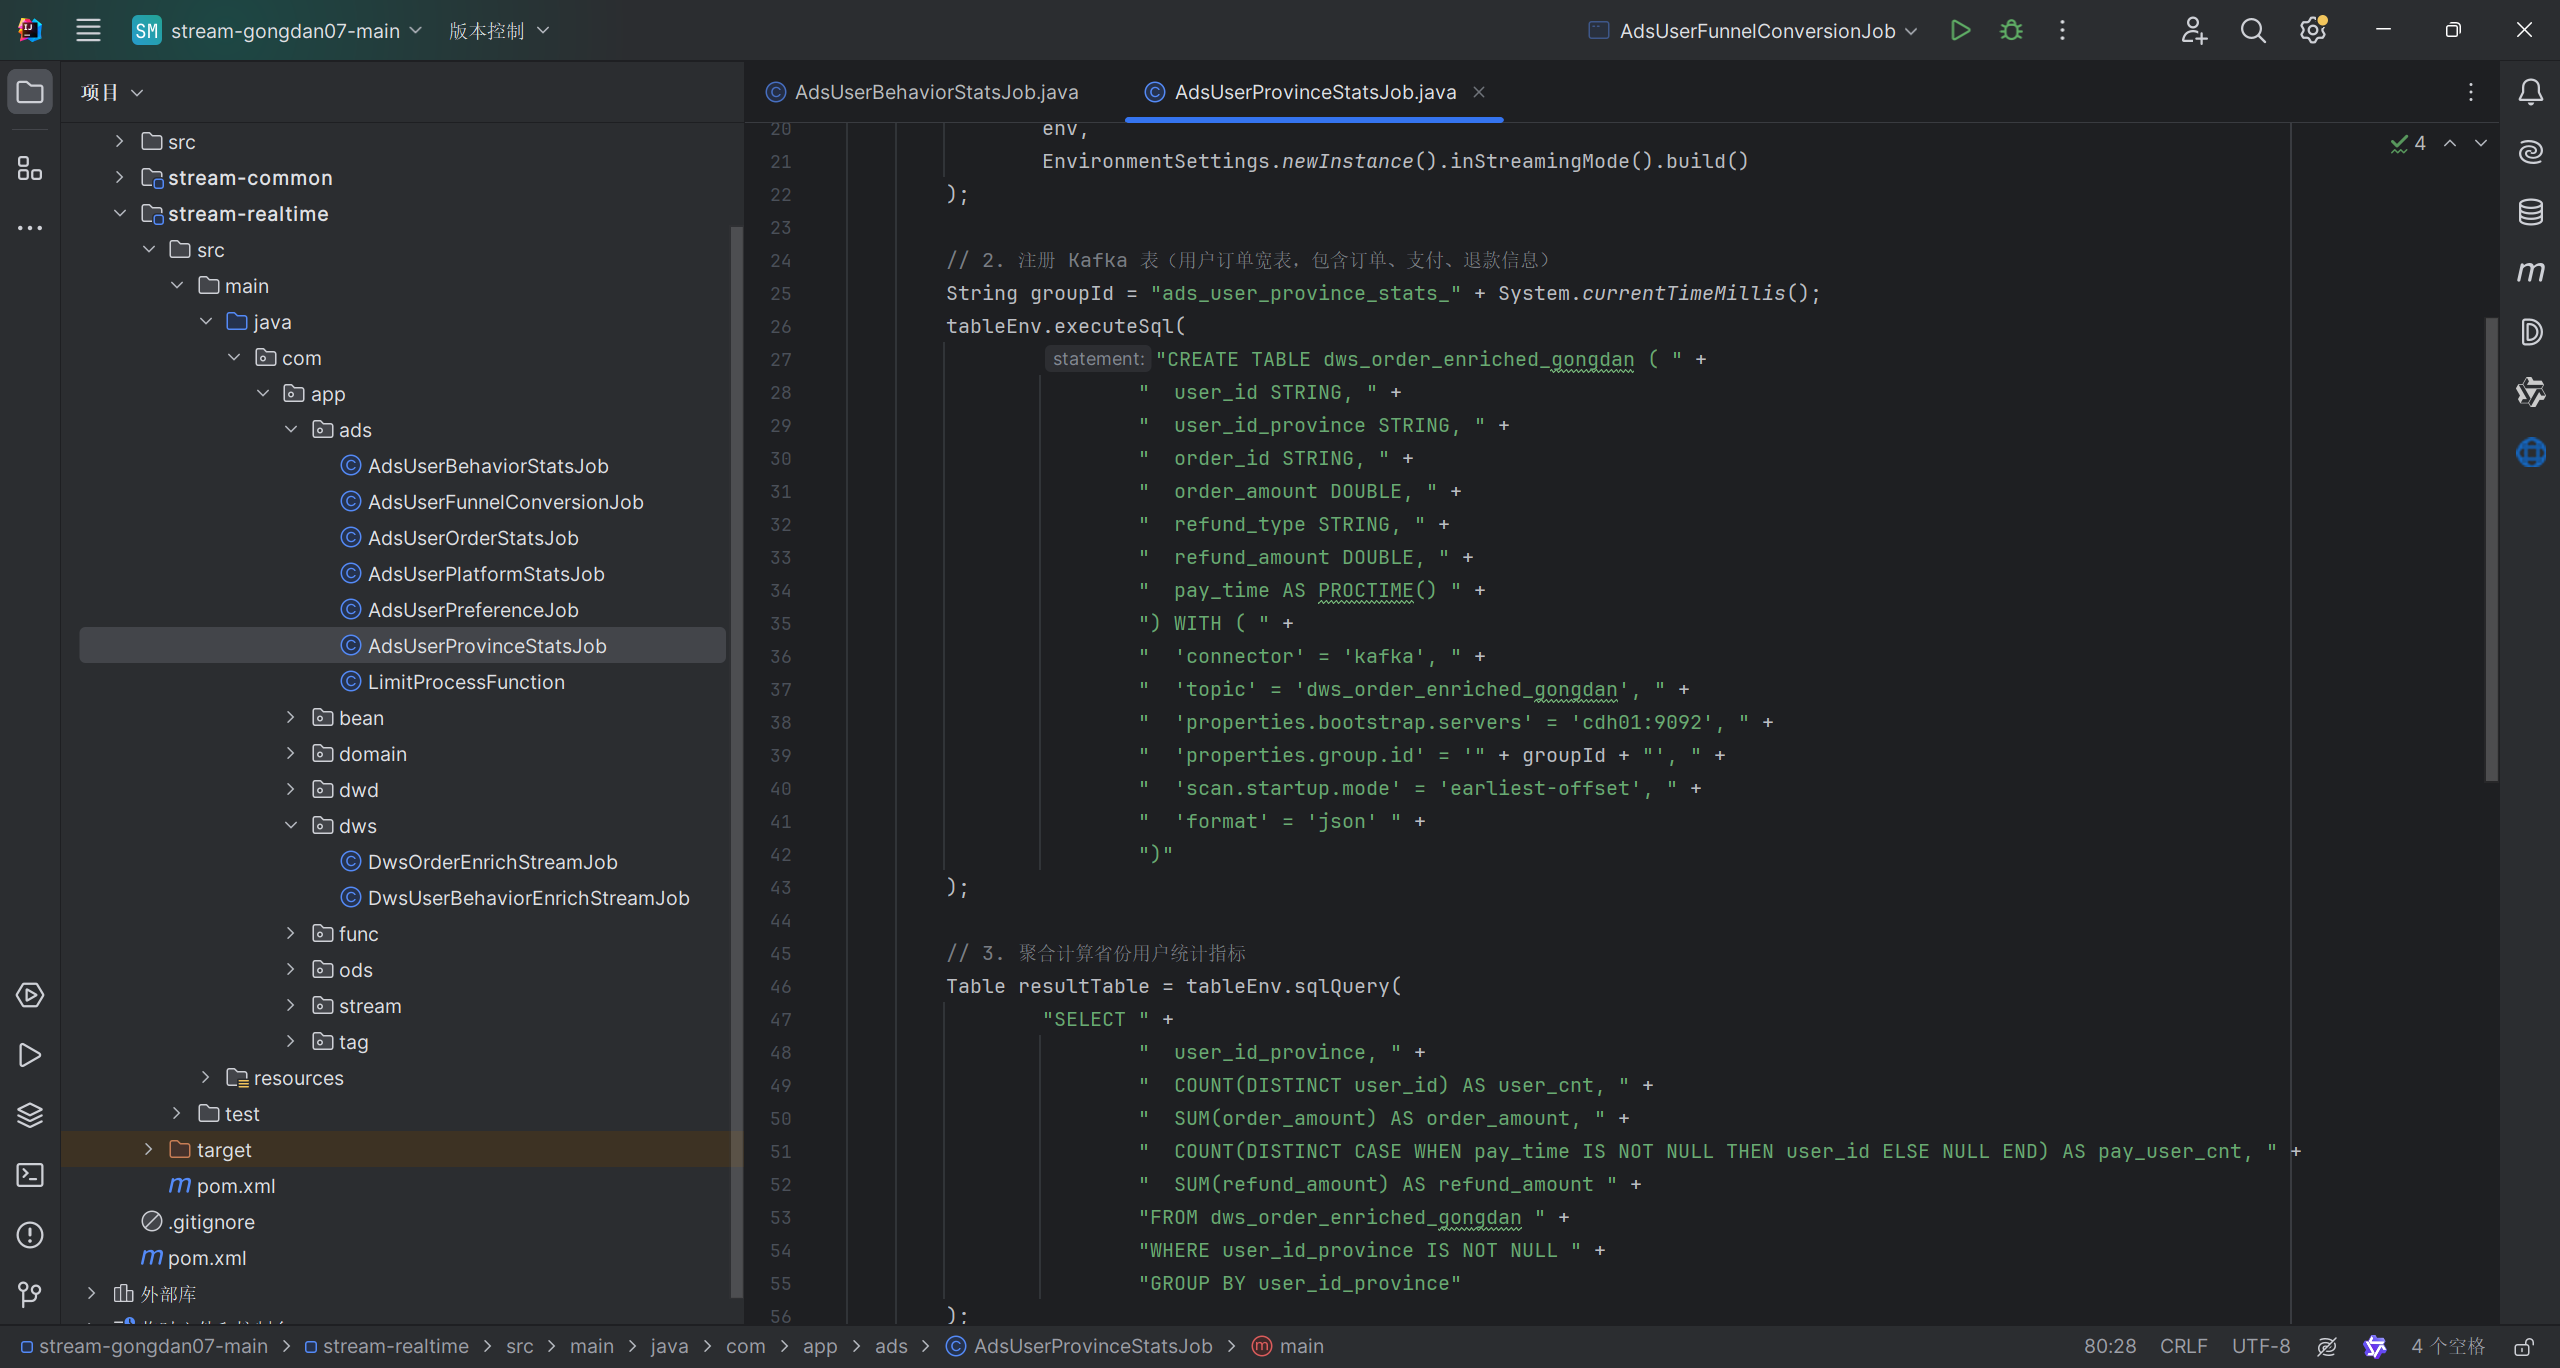 SM stream-gongdan07-main 版本控制 AdsUserFunnelConversionJob
项目
src
stream-common
stream-realtime
src
main
java
com
app
ads
AdsUserBehaviorStatsJob
AdsUserFunnelConversionJob
AdsUserOrderStatsJob
AdsUserPlatformStatsJob
AdsUserPreferenceJob
AdsUserProvinceStatsJob
LimitProcessFunction
bean
domain
dwd
dws
DwsOrderEnrichStreamJob
DwsUserBehaviorEnrichStreamJob
func
ods
stream
tag
resources
test
target
pom.xml
.gitignore
pom.xml
外部库
AdsUserBehaviorStatsJob.java AdsUserProvinceStatsJob.java
4
20 env,
21 EnvironmentSettings.newInstance().inStreamingMode().build()
22 );
23
24 // 2. 注册 Kafka 表（用户订单宽表，包含订单、支付、退款信息）
25 String groupId = "ads_user_province_stats_" + System.currentTimeMillis();
26 tableEnv.executeSql(
27 statement: "CREATE TABLE dws_order_enriched_gongdan ( " +
28 "  user_id STRING, " +
29 "  user_id_province STRING, " +
30 "  order_id STRING, " +
31 "  order_amount DOUBLE, " +
32 "  refund_type STRING, " +
33 "  refund_amount DOUBLE, " +
34 "  pay_time AS PROCTIME() " +
35 ") WITH ( " +
36 "  'connector' = 'kafka', " +
37 "  'topic' = 'dws_order_enriched_gongdan', " +
38 "  'properties.bootstrap.servers' = 'cdh01:9092', " +
39 "  'properties.group.id' = '" + groupId + "', " +
40 "  'scan.startup.mode' = 'earliest-offset', " +
41 "  'format' = 'json' " +
42 ")"
43 );
44
45 // 3. 聚合计算省份用户统计指标
46 Table resultTable = tableEnv.sqlQuery(
47 "SELECT " +
48 "  user_id_province, " +
49 "  COUNT(DISTINCT user_id) AS user_cnt, " +
50 "  SUM(order_amount) AS order_amount, " +
51 "  COUNT(DISTINCT CASE WHEN pay_time IS NOT NULL THEN user_id ELSE NULL END) AS pay_user_cnt, " +
52 "  SUM(refund_amount) AS refund_amount " +
53 "FROM dws_order_enriched_gongdan " +
54 "WHERE user_id_province IS NOT NULL " +
55 "GROUP BY user_id_province"
56 );
stream-gongdan07-main > stream-realtime > src > main > java > com > app > ads > AdsUserProvinceStatsJob > main 80:28 CRLF UTF-8 4 个空格